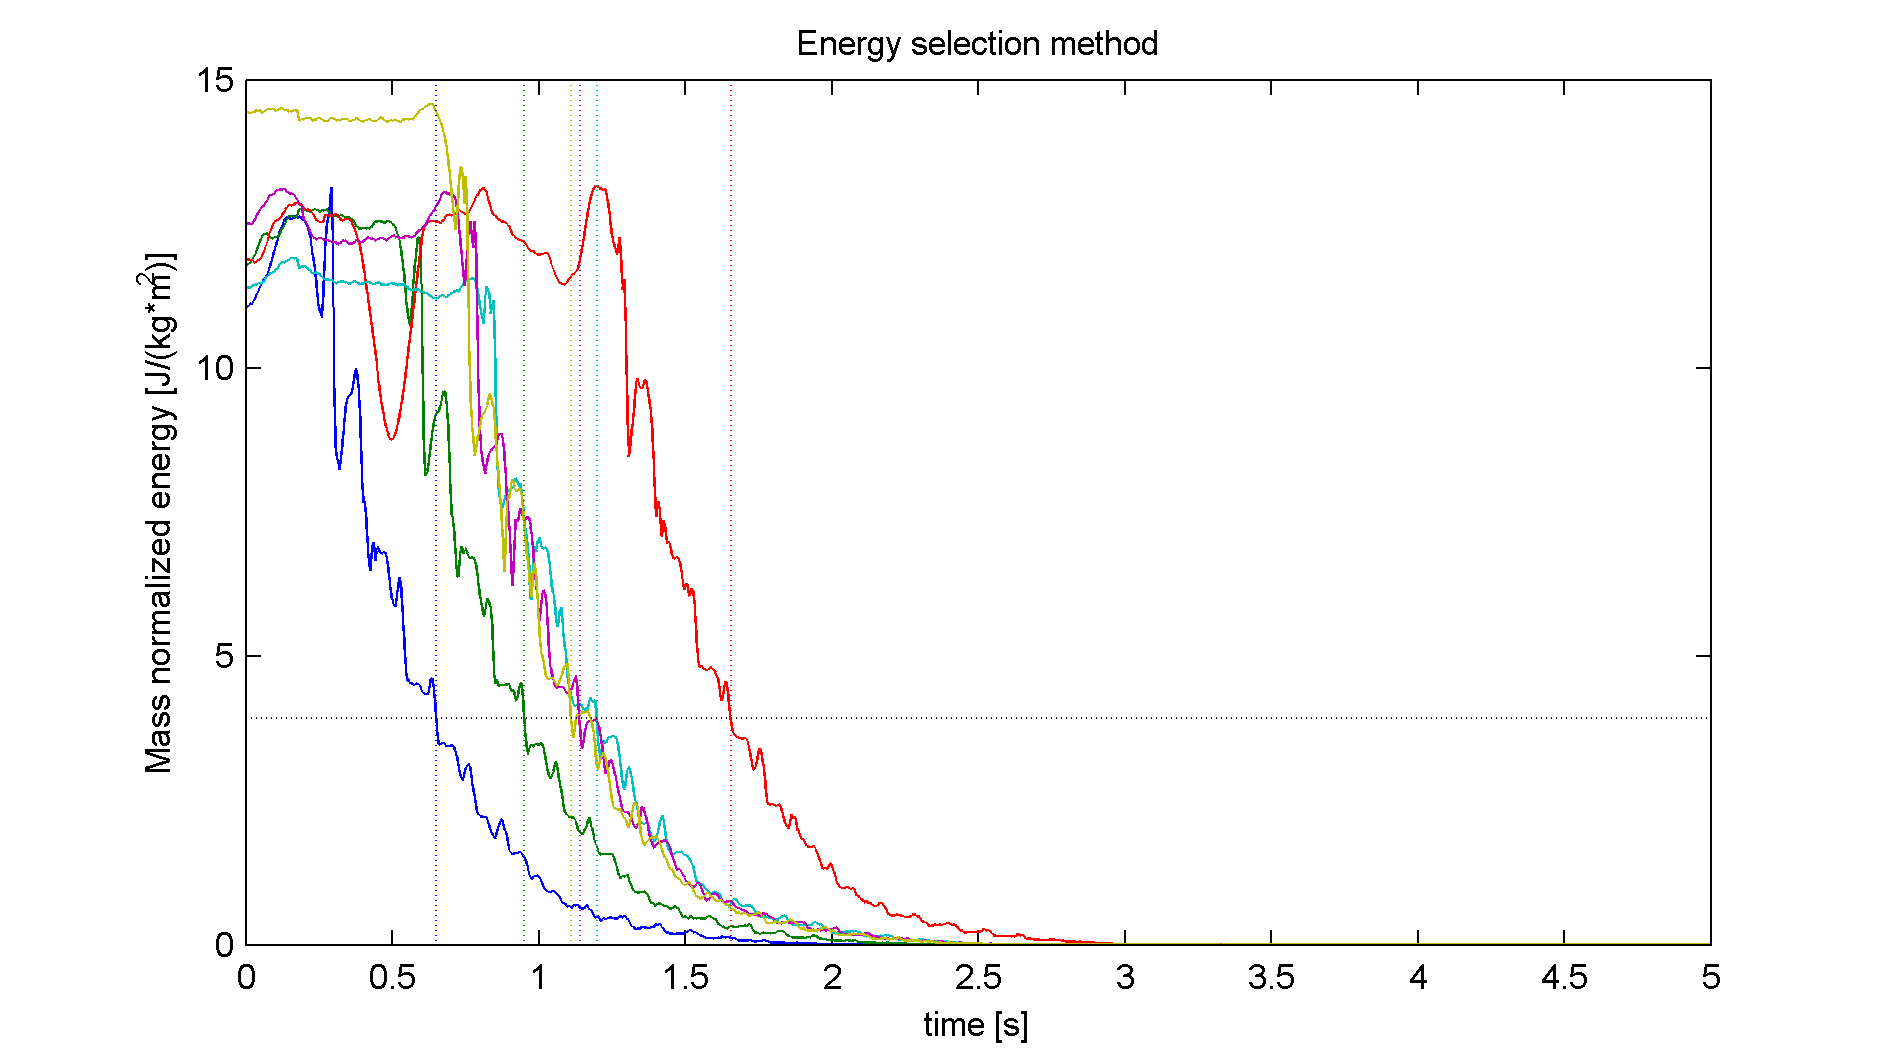 Energy selection method
Mass normalized energy [J/(kg*m²)]
15
10
5
0
0 0.5 1 1.5 2 2.5 3 3.5 4 4.5 5
time [s]